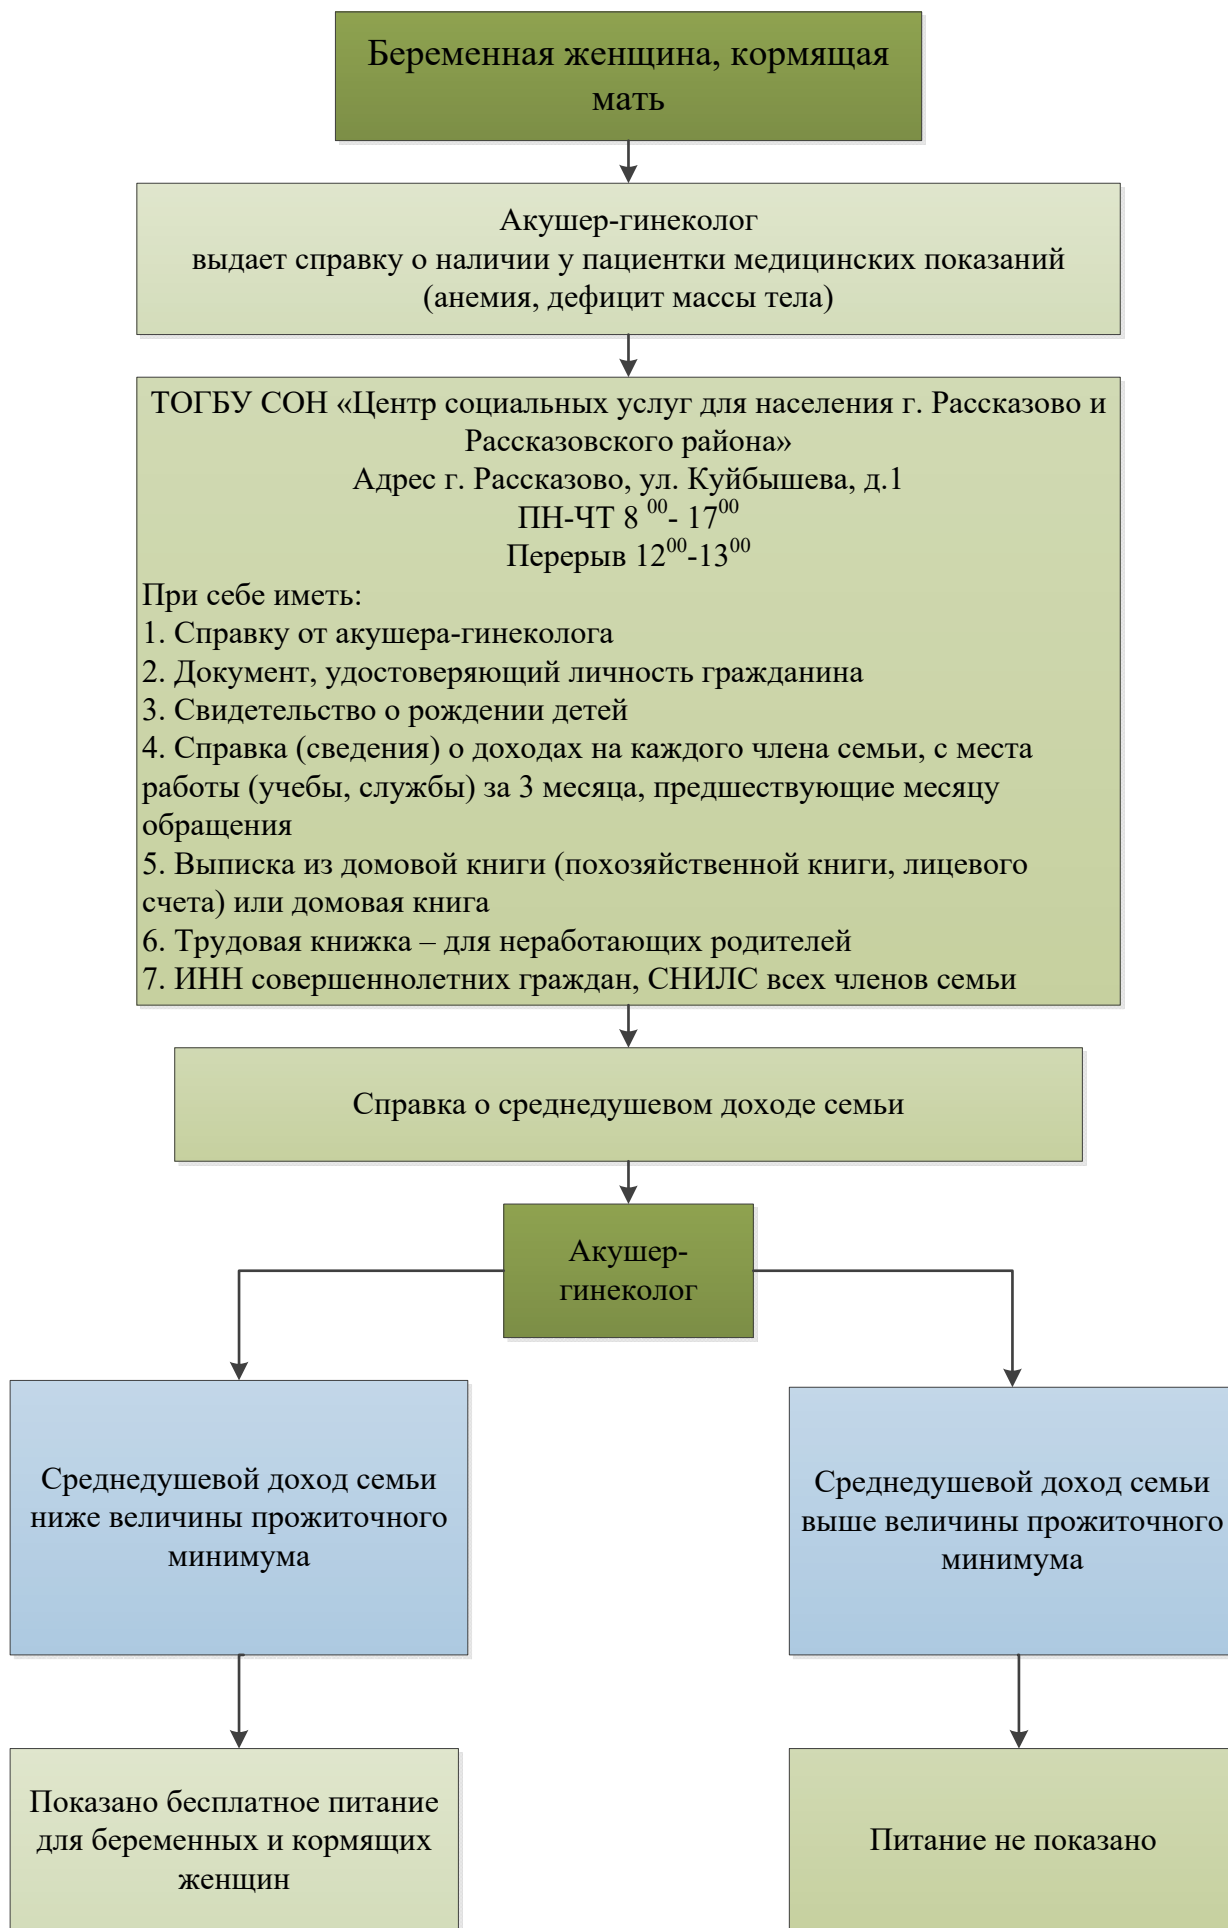 Беременная женщина, кормящая
мать
Акушер-гинеколог
выдает справку о наличии у пациентки медицинских показаний
(анемия, дефицит массы тела)
ТОГБУ СОН «Центр социальных услуг для населения г. Рассказово и
Рассказовского района»
Адрес г. Рассказово, ул. Куйбышева, д.1
ПН-ЧТ 8 ⁰⁰- 17⁰⁰
Перерыв 12⁰⁰-13⁰⁰
При себе иметь:
1. Справку от акушера-гинеколога
2. Документ, удостоверяющий личность гражданина
3. Свидетельство о рождении детей
4. Справка (сведения) о доходах на каждого члена семьи, с места
работы (учебы, службы) за 3 месяца, предшествующие месяцу
обращения
5. Выписка из домовой книги (похозяйственной книги, лицевого
счета) или домовая книга
6. Трудовая книжка – для неработающих родителей
7. ИНН совершеннолетних граждан, СНИЛС всех членов семьи
Справка о среднедушевом доходе семьи
Акушер-
гинеколог
Среднедушевой доход семьи
ниже величины прожиточного
минимума
Среднедушевой доход семьи
выше величины прожиточного
минимума
Показано бесплатное питание
для беременных и кормящих
женщин
Питание не показано